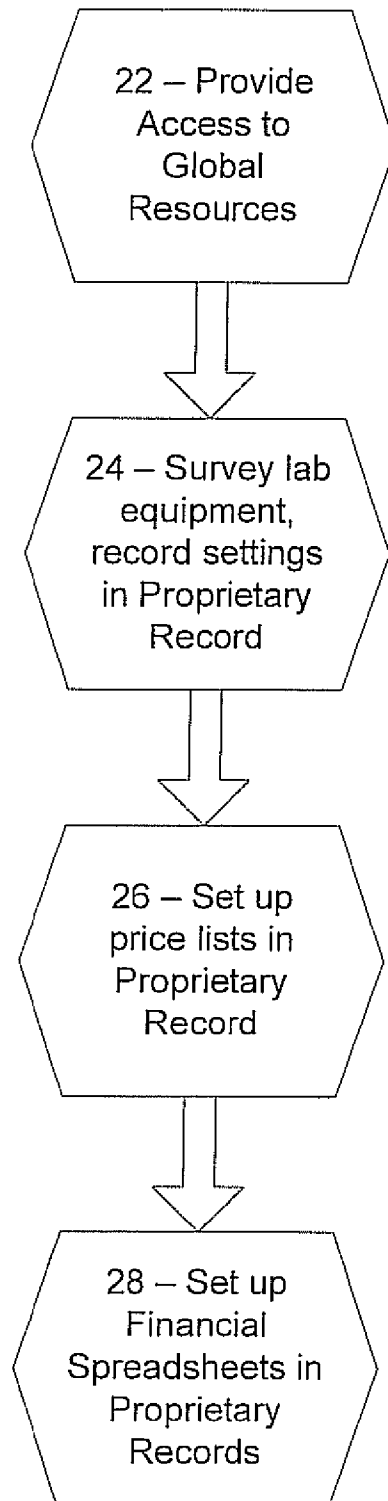 22 – Provide
Access to
Global
Resources
24 – Survey lab
equipment,
record settings
in Proprietary
Record
26 – Set up
price lists in
Proprietary
Record
28 – Set up
Financial
Spreadsheets in
Proprietary
Records